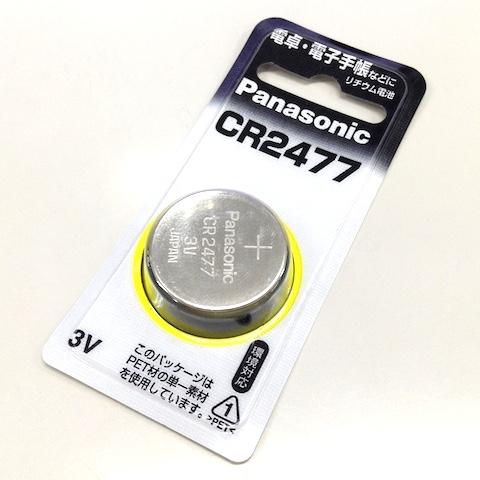 電卓・電子手帳などに
リチウム電池
Panasonic
CR2477
Panasonic
CR2477
3V
JAPAN
+
3V
環境対応
このパッケージは
PET材の単一素材
を使用しています。
1
>PET<